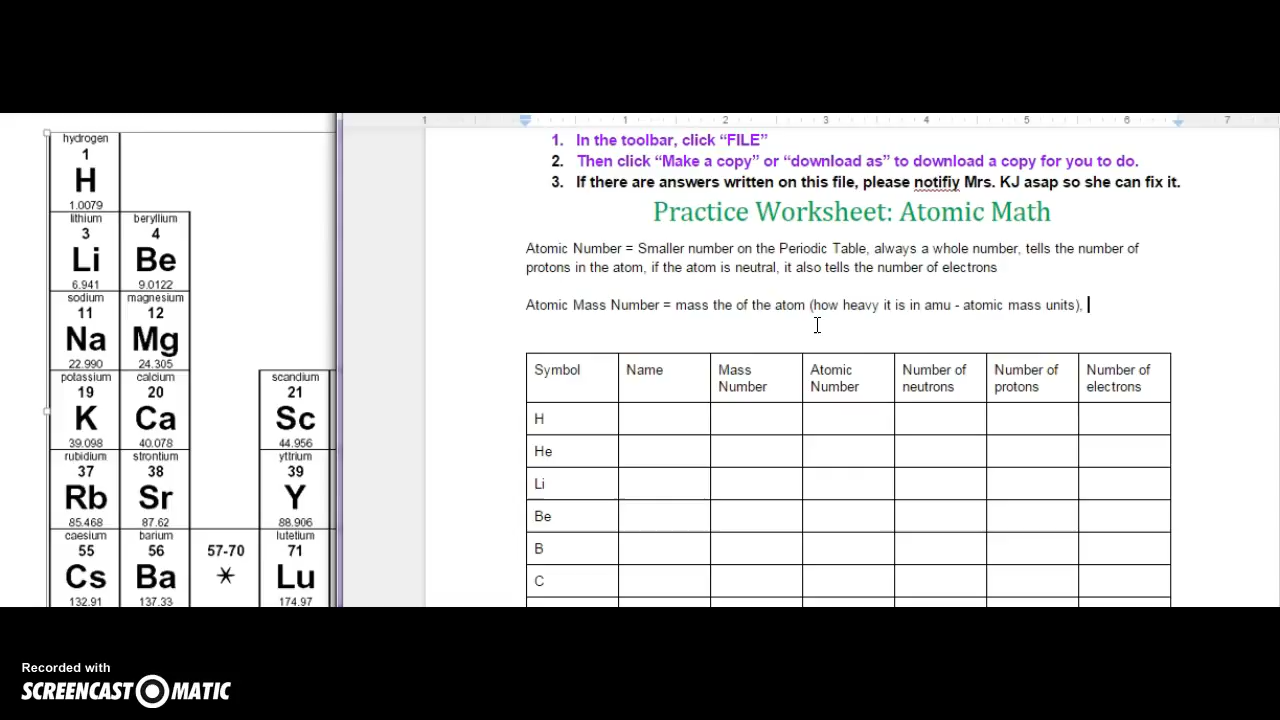 hydrogen
1
H
1.0079
lithium beryllium
3 4
Li Be
6.941 9.0122
sodium magnesium
11 12
Na Mg
22.990 24.305
potassium calcium scandium
19 20 21
K Ca Sc
39.098 40.078 44.956
rubidium strontium yttrium
37 38 39
Rb Sr Y
85.468 87.62 88.906
caesium barium lutetium
55 56 57-70 71
Cs Ba * Lu
132.91 137.33 174.97
1 1 2 3 4 5 6 7
1. In the toolbar, click “FILE”
2. Then click “Make a copy” or “download as” to download a copy for you to do.
3. If there are answers written on this file, please notifiy Mrs. KJ asap so she can fix it.
Practice Worksheet: Atomic Math
Atomic Number = Smaller number on the Periodic Table, always a whole number, tells the number of
protons in the atom, if the atom is neutral, it also tells the number of electrons
Atomic Mass Number = mass the of the atom (how heavy it is in amu - atomic mass units),
Symbol Name Mass Atomic Number of Number of Number of
Number Number neutrons protons electrons
H
He
Li
Be
B
C
Recorded with
SCREENCAST MATIC